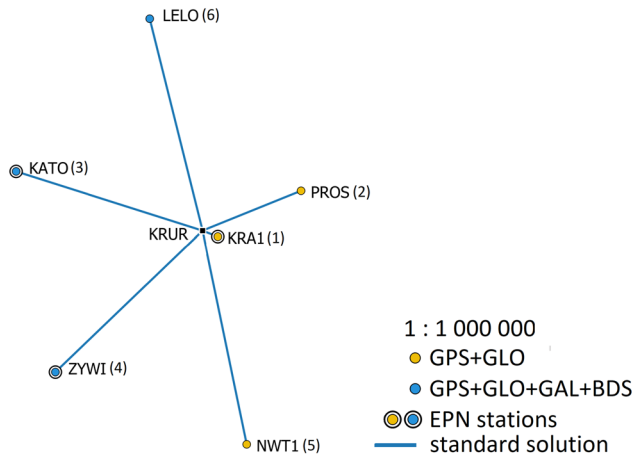 LELO (6)
KATO (3)
PROS (2)
KRUR
KRA1 (1)
ZYWI (4)
NWT1 (5)
1 : 1 000 000
GPS+GLO
GPS+GLO+GAL+BDS
EPN stations
standard solution